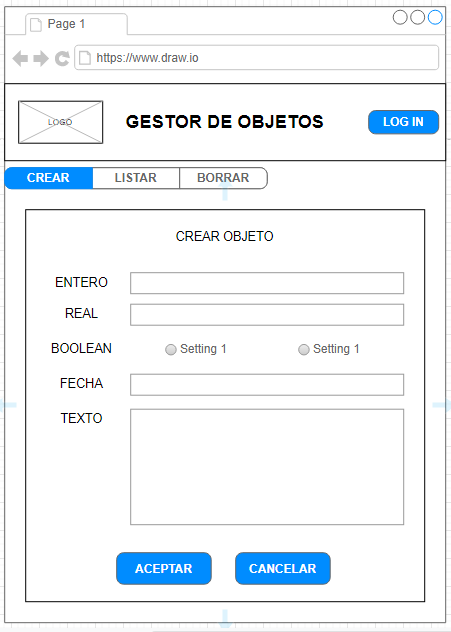 Page 1
https://www.draw.io
LOGO
GESTOR DE OBJETOS
LOG IN
CREAR
LISTAR
BORRAR
CREAR OBJETO
ENTERO
REAL
BOOLEAN
Setting 1
Setting 1
FECHA
TEXTO
ACEPTAR
CANCELAR